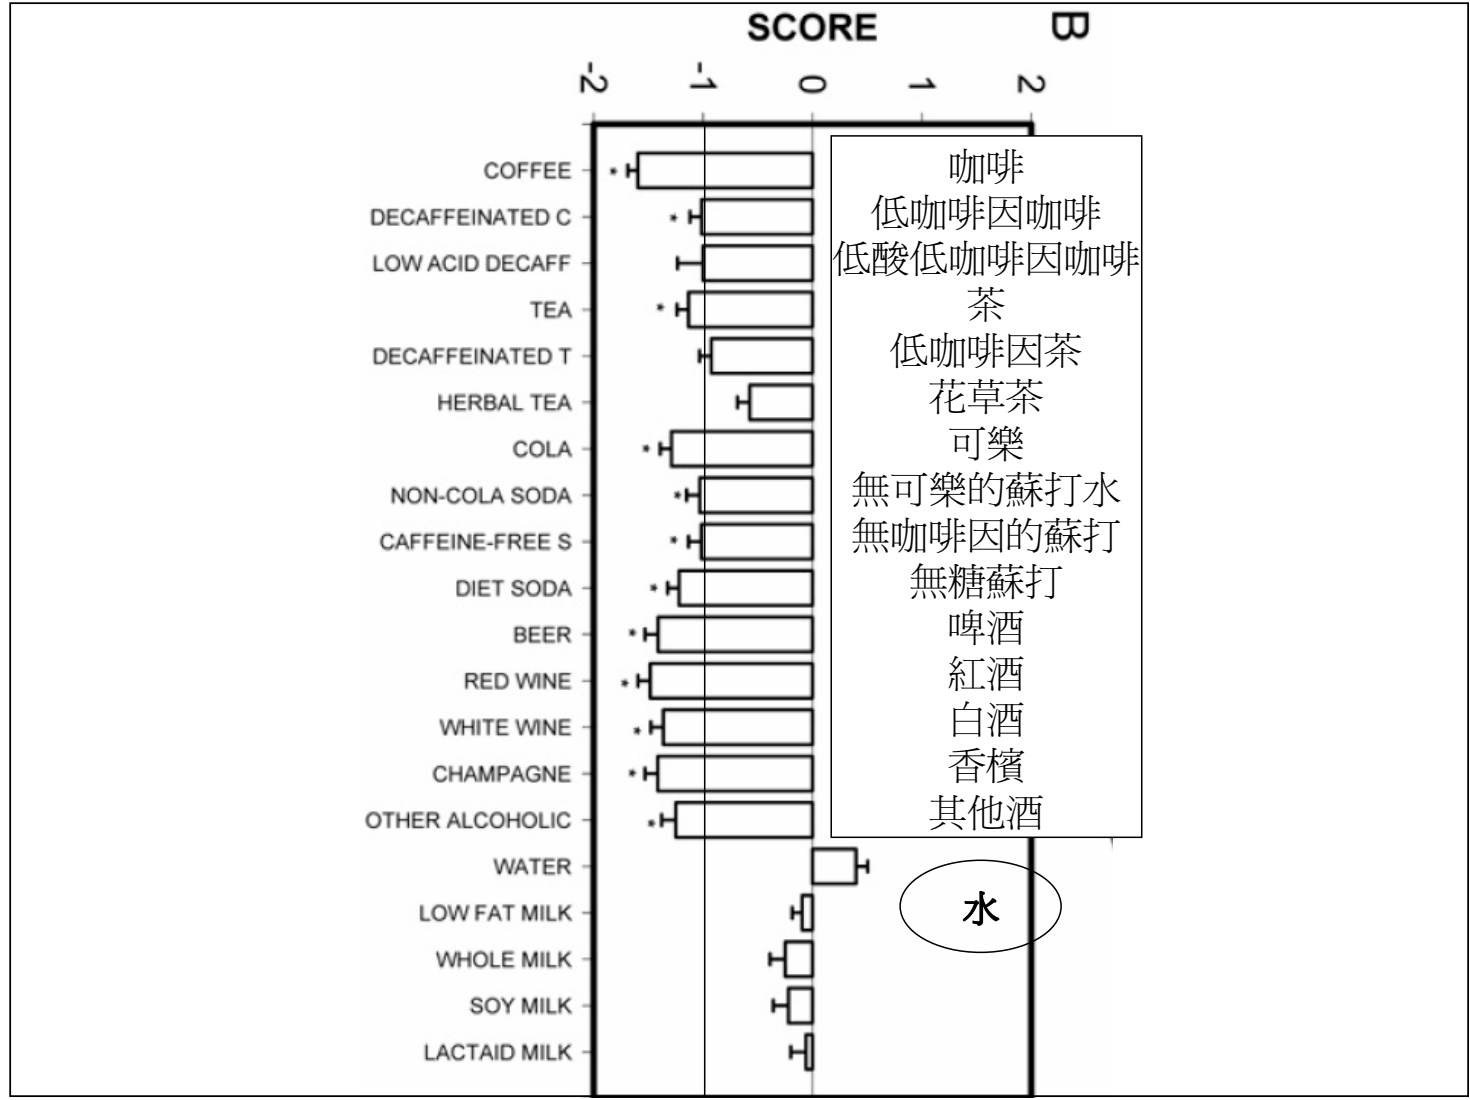 SCORE B
-2 -1 0 1 2
COFFEE * 咖啡
DECAFFEINATED C * 低咖啡因咖啡
LOW ACID DECAFF 低酸低咖啡因咖啡
TEA * 茶
DECAFFEINATED T 低咖啡因茶
HERBAL TEA 花草茶
COLA * 可樂
NON-COLA SODA * 無可樂的蘇打水
CAFFEINE-FREE S * 無咖啡因的蘇打
DIET SODA * 無糖蘇打
BEER * 啤酒
RED WINE * 紅酒
WHITE WINE * 白酒
CHAMPAGNE * 香檳
OTHER ALCOHOLIC * 其他酒
WATER
水
LOW FAT MILK
WHOLE MILK
SOY MILK
LACTAID MILK